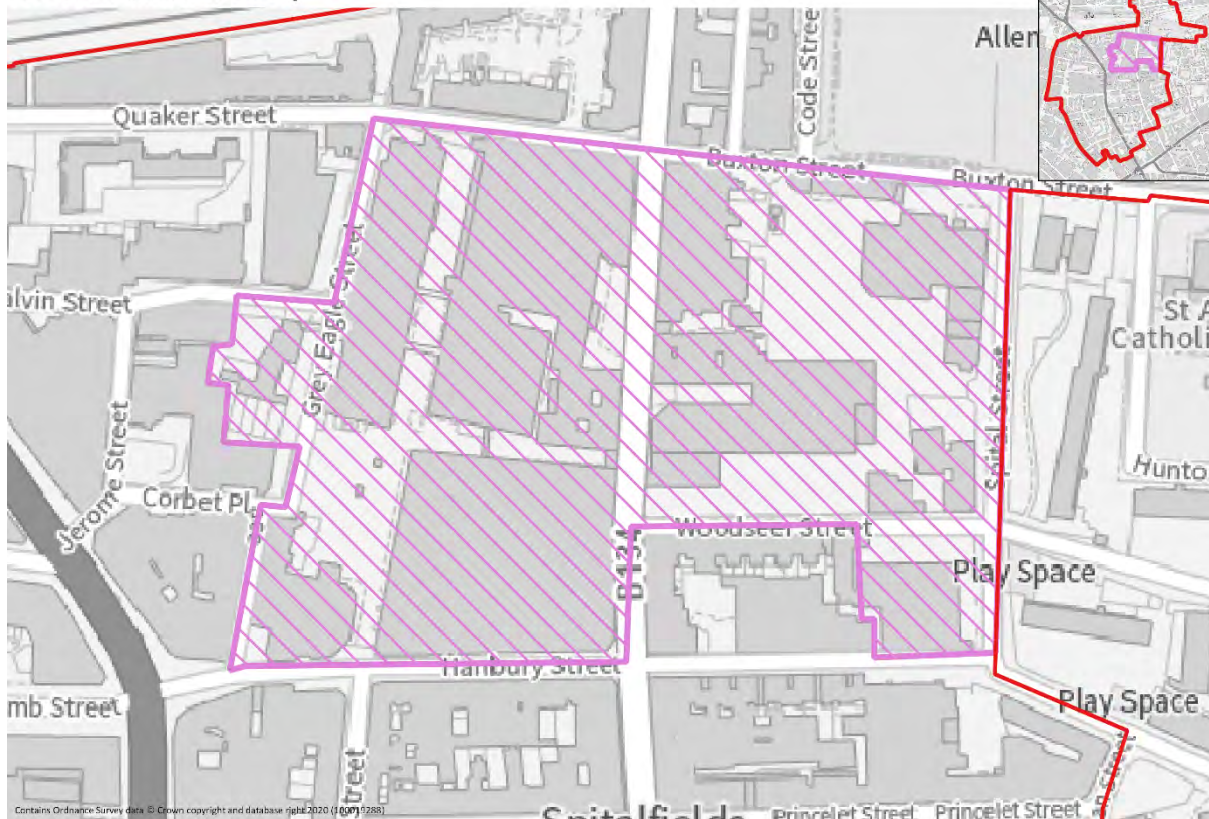 Allen
Code Stree
Quaker Street
Buxton Street
Buxton Street
Grey Eagle Street
alvin Street
St A
Catholi
Spital Street
Jerome Street
Hunto
Corbet Pl
Woodseer Street
B134
Play Space
Hanbury Street
mb Street
Play Space
Street
on Street
Spitalfields
Princelet Street
Princelet Street
Contains Ordnance Survey data © Crown copyright and database right 2020 (100019288)